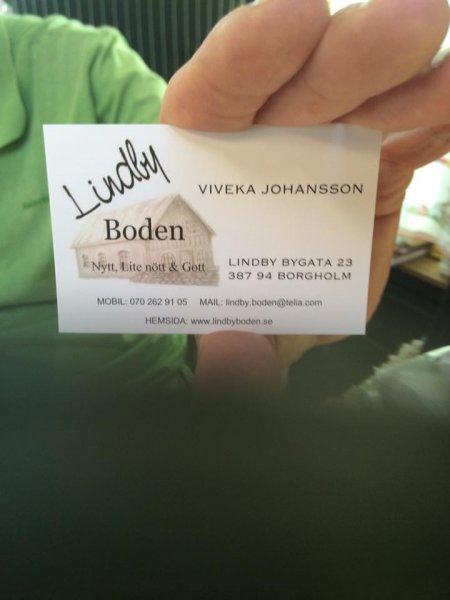 Lindby
Boden
Nytt, Lite nött & Gott
VIVEKA JOHANSSON
LINDBY BYGATA 23
387 94 BORGHOLM
MOBIL: 070 262 91 05 MAIL: lindby.boden@telia.com
HEMSIDA: www.lindbyboden.se